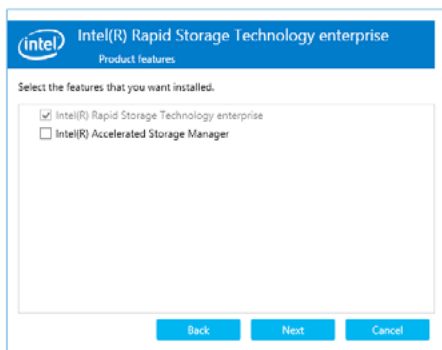 intel
Intel(R) Rapid Storage Technology enterprise
Product features
Select the features that you want installed.
Intel(R) Rapid Storage Technology enterprise
Intel(R) Accelerated Storage Manager
Back Next Cancel